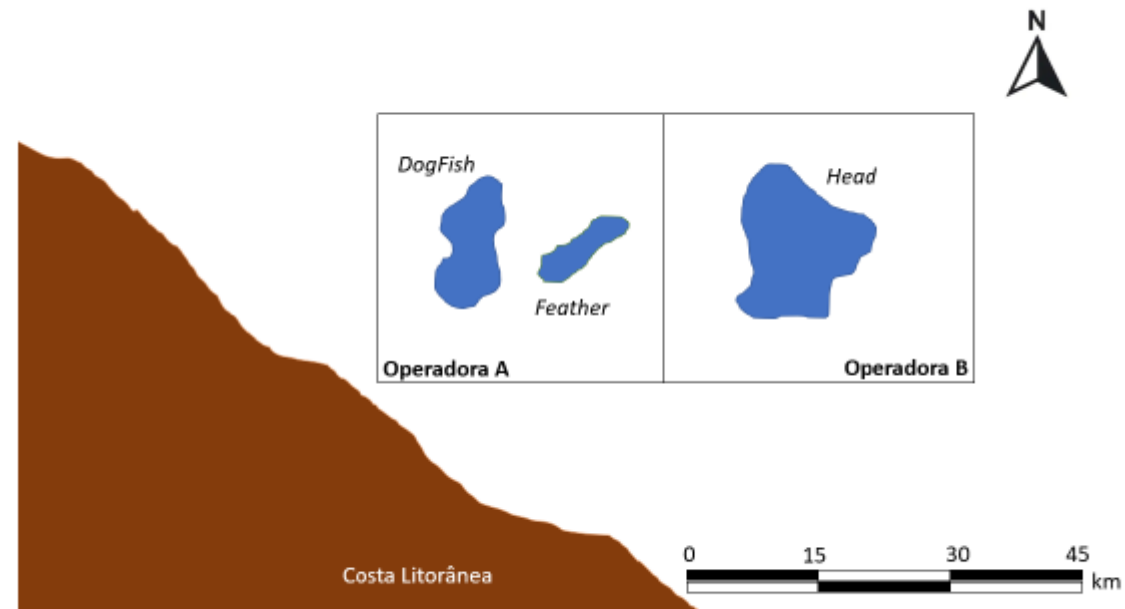 N
DogFish
Head
Feather
Operadora A
Operadora B
0 15 30 45
km
Costa Litorânea